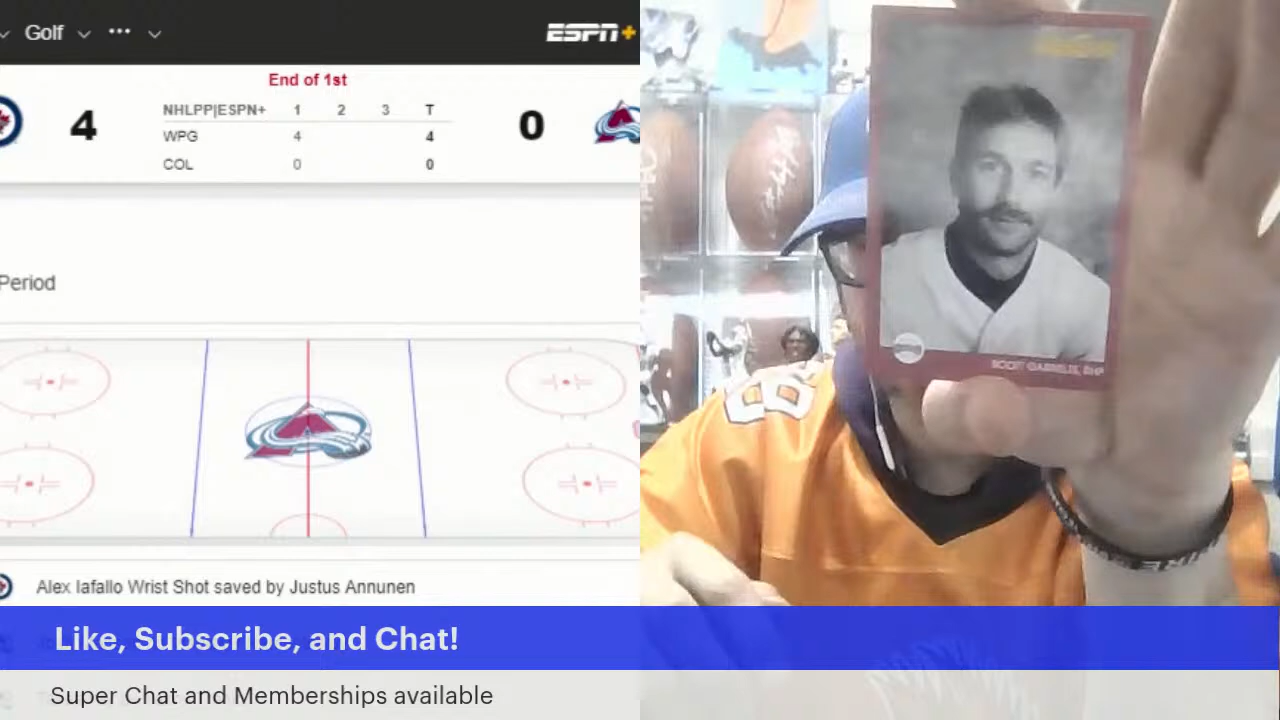 Golf
ESPN+
End of 1st
4
NHLPP|ESPN+ 1 2 3 T
WPG 4 4
COL 0 0
0
Period
Alex Iafallo Wrist Shot saved by Justus Annunen
Like, Subscribe, and Chat!
Super Chat and Memberships available
RHP